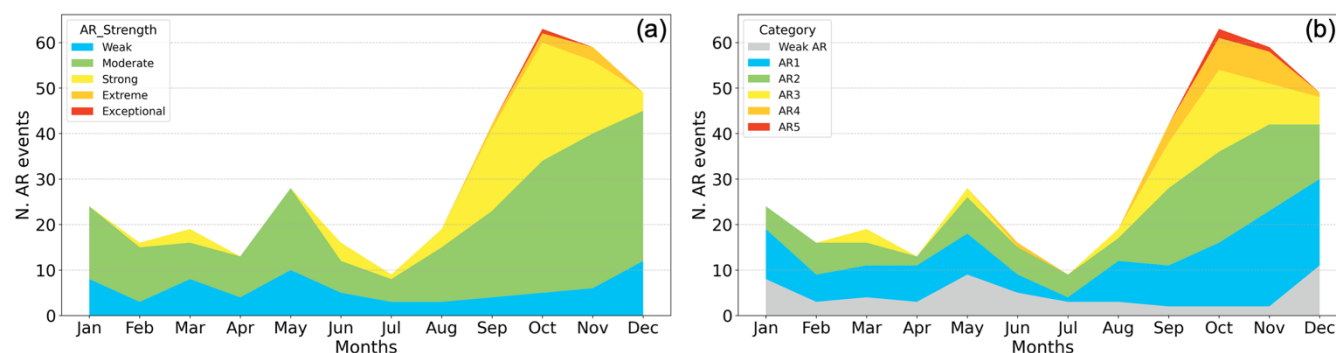 (a)
AR_Strength
Weak
Moderate
Strong
Extreme
Exceptional
N. AR events
60
50
40
30
20
10
0
Jan Feb Mar Apr May Jun Jul Aug Sep Oct Nov Dec
Months
(b)
Category
Weak AR
AR1
AR2
AR3
AR4
AR5
N. AR events
60
50
40
30
20
10
0
Jan Feb Mar Apr May Jun Jul Aug Sep Oct Nov Dec
Months